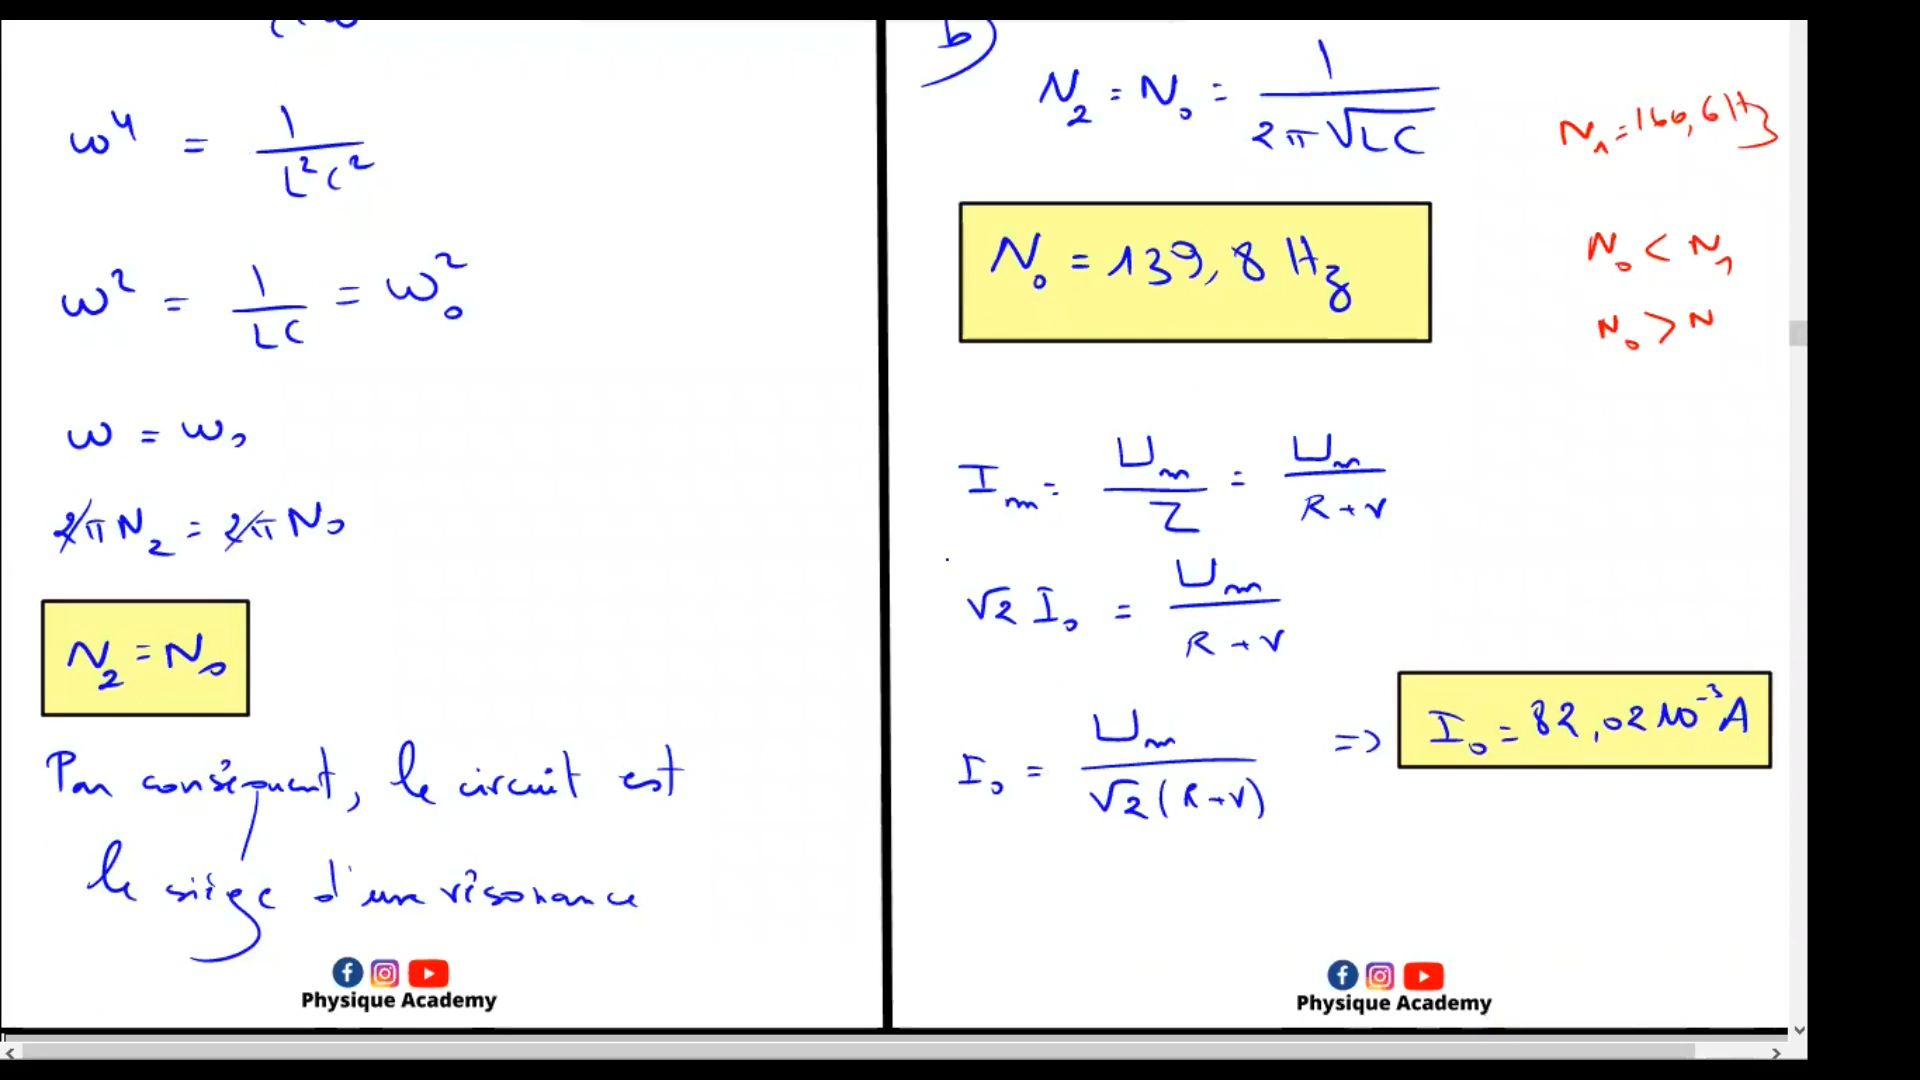 ω⁴ = 1/(L²C²)
ω² = 1/(LC) = ω₀²
ω = ω₀
2πN₂ = 2πN₀
N₂ = N₀
Par conséquent, le circuit est
le siège d'une résonance
Physique Academy
b)
N₂ = N₀ = 1/(2π√LC)
N₁ = 166,6 Hz
N₀ = 139,8 Hz
N₀ < N₁
N₀ > N
Iₘ = Uₘ/Z = Uₘ/(R+r)
√2 I₀ = Uₘ/(R+r)
I₀ = Uₘ/(√2(R+r)) => I₀ = 82,02 10⁻³ A
Physique Academy